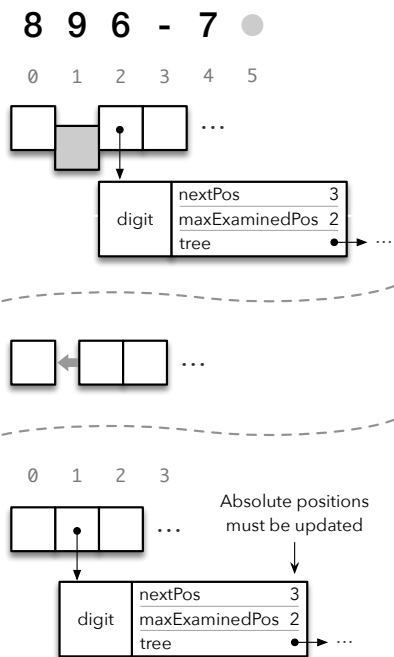 8 9 6 - 7
0 1 2 3 4 5
...
digit
nextPos 3
maxExaminedPos 2
tree ...
...
0 1 2 3
...
Absolute positions
must be updated
digit
nextPos 3
maxExaminedPos 2
tree ...